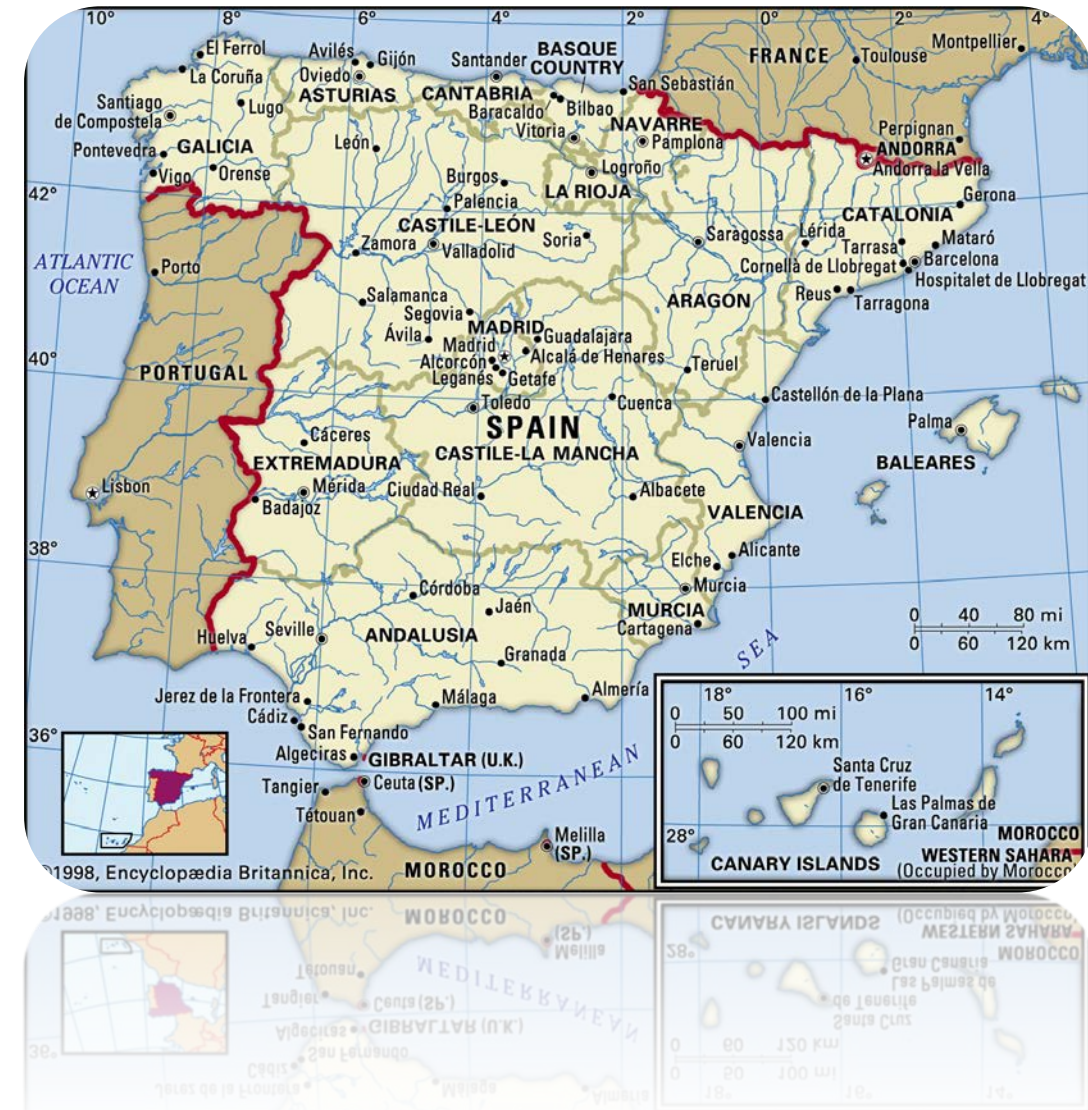 10°
8°
6°
4°
2°
0°
2°
4°
El Ferrol
Avilés
Gijón
Santander
BASQUE
COUNTRY
FRANCE
Toulouse
Montpellier
La Coruña
Oviedo
ASTURIAS
CANTABRIA
San Sebastián
Santiago
de Compostela
Lugo
Baracaldo
Bilbao
Vitoria
NAVARRE
Pamplona
Perpignan
ANDORRA
Andorra la Vella
Pontevedra
GALICIA
León
Logroño
Vigo
Orense
Burgos
LA RIOJA
Gerona
42°
Palencia
CATALONIA
CASTILE-LEÓN
Zamora
Valladolid
Soria
Saragossa
Lérida
Tarrasa
Mataró
Barcelona
Cornellà de Llobregat
Hospitalet de Llobregat
ATLANTIC
OCEAN
Porto
Salamanca
Segovia
ARAGON
Reus
Tarragona
Ávila
MADRID
Guadalajara
Madrid
Alcalá de Henares
Alcorcón
Leganés
Getafe
Teruel
40°
PORTUGAL
Toledo
Cuenca
Castellón de la Plana
SPAIN
CASTILE-LA MANCHA
Palma
Cáceres
Valencia
BALEARES
EXTREMADURA
Mérida
Ciudad Real
Albacete
Lisbon
Badajoz
VALENCIA
38°
Elche
Alicante
Córdoba
Murcia
Jaén
MURCIA
Cartagena
0 40 80 mi
0 60 120 km
Huelva
Seville
ANDALUSIA
Granada
SEA
Jerez de la Frontera
Málaga
Almería
Cádiz
San Fernando
36°
Algeciras
GIBRALTAR (U.K.)
Tangier
Ceuta (SP.)
MEDITERRANEAN
Tétouan
Melilla
(SP.)
MOROCCO
©1998, Encyclopædia Britannica, Inc.
18°
16°
14°
0 50 100 mi
0 60 120 km
Santa Cruz
de Tenerife
Las Palmas de
Gran Canaria
28°
MOROCCO
CANARY ISLANDS
WESTERN SAHARA
(Occupied by Morocco)